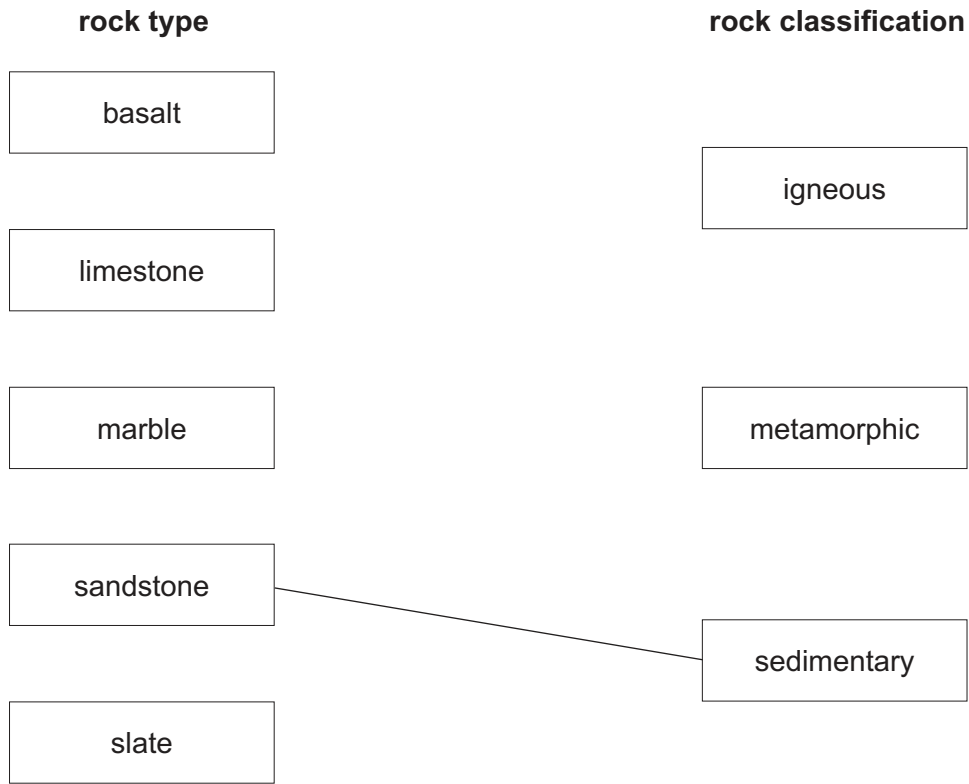 rock type
rock classification
basalt
igneous
limestone
marble
metamorphic
sandstone
sedimentary
slate